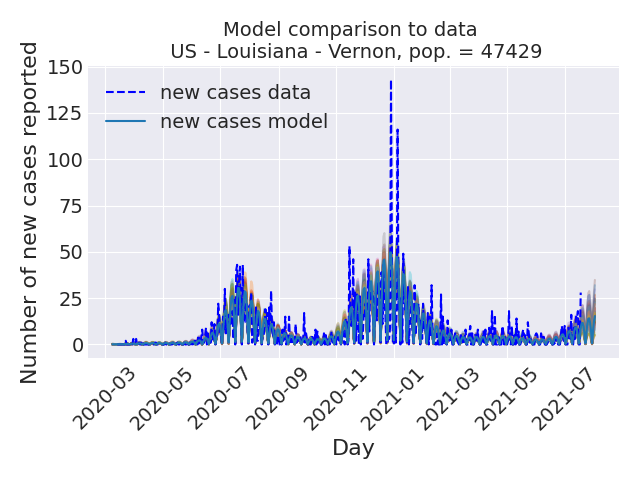 Model comparison to data
US - Louisiana - Vernon, pop. = 47429
Number of new cases reported
150
125
100
75
50
25
0
new cases data
new cases model
2020-03
2020-05
2020-07
2020-09
2020-11
2021-01
2021-03
2021-05
2021-07
Day